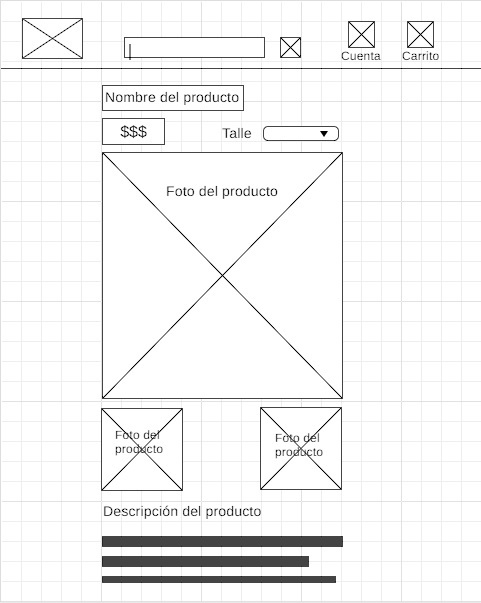 Cuenta
Carrito
Nombre del producto
$$$
Talle
Foto del producto
Foto del
producto
Foto del
producto
Descripción del producto